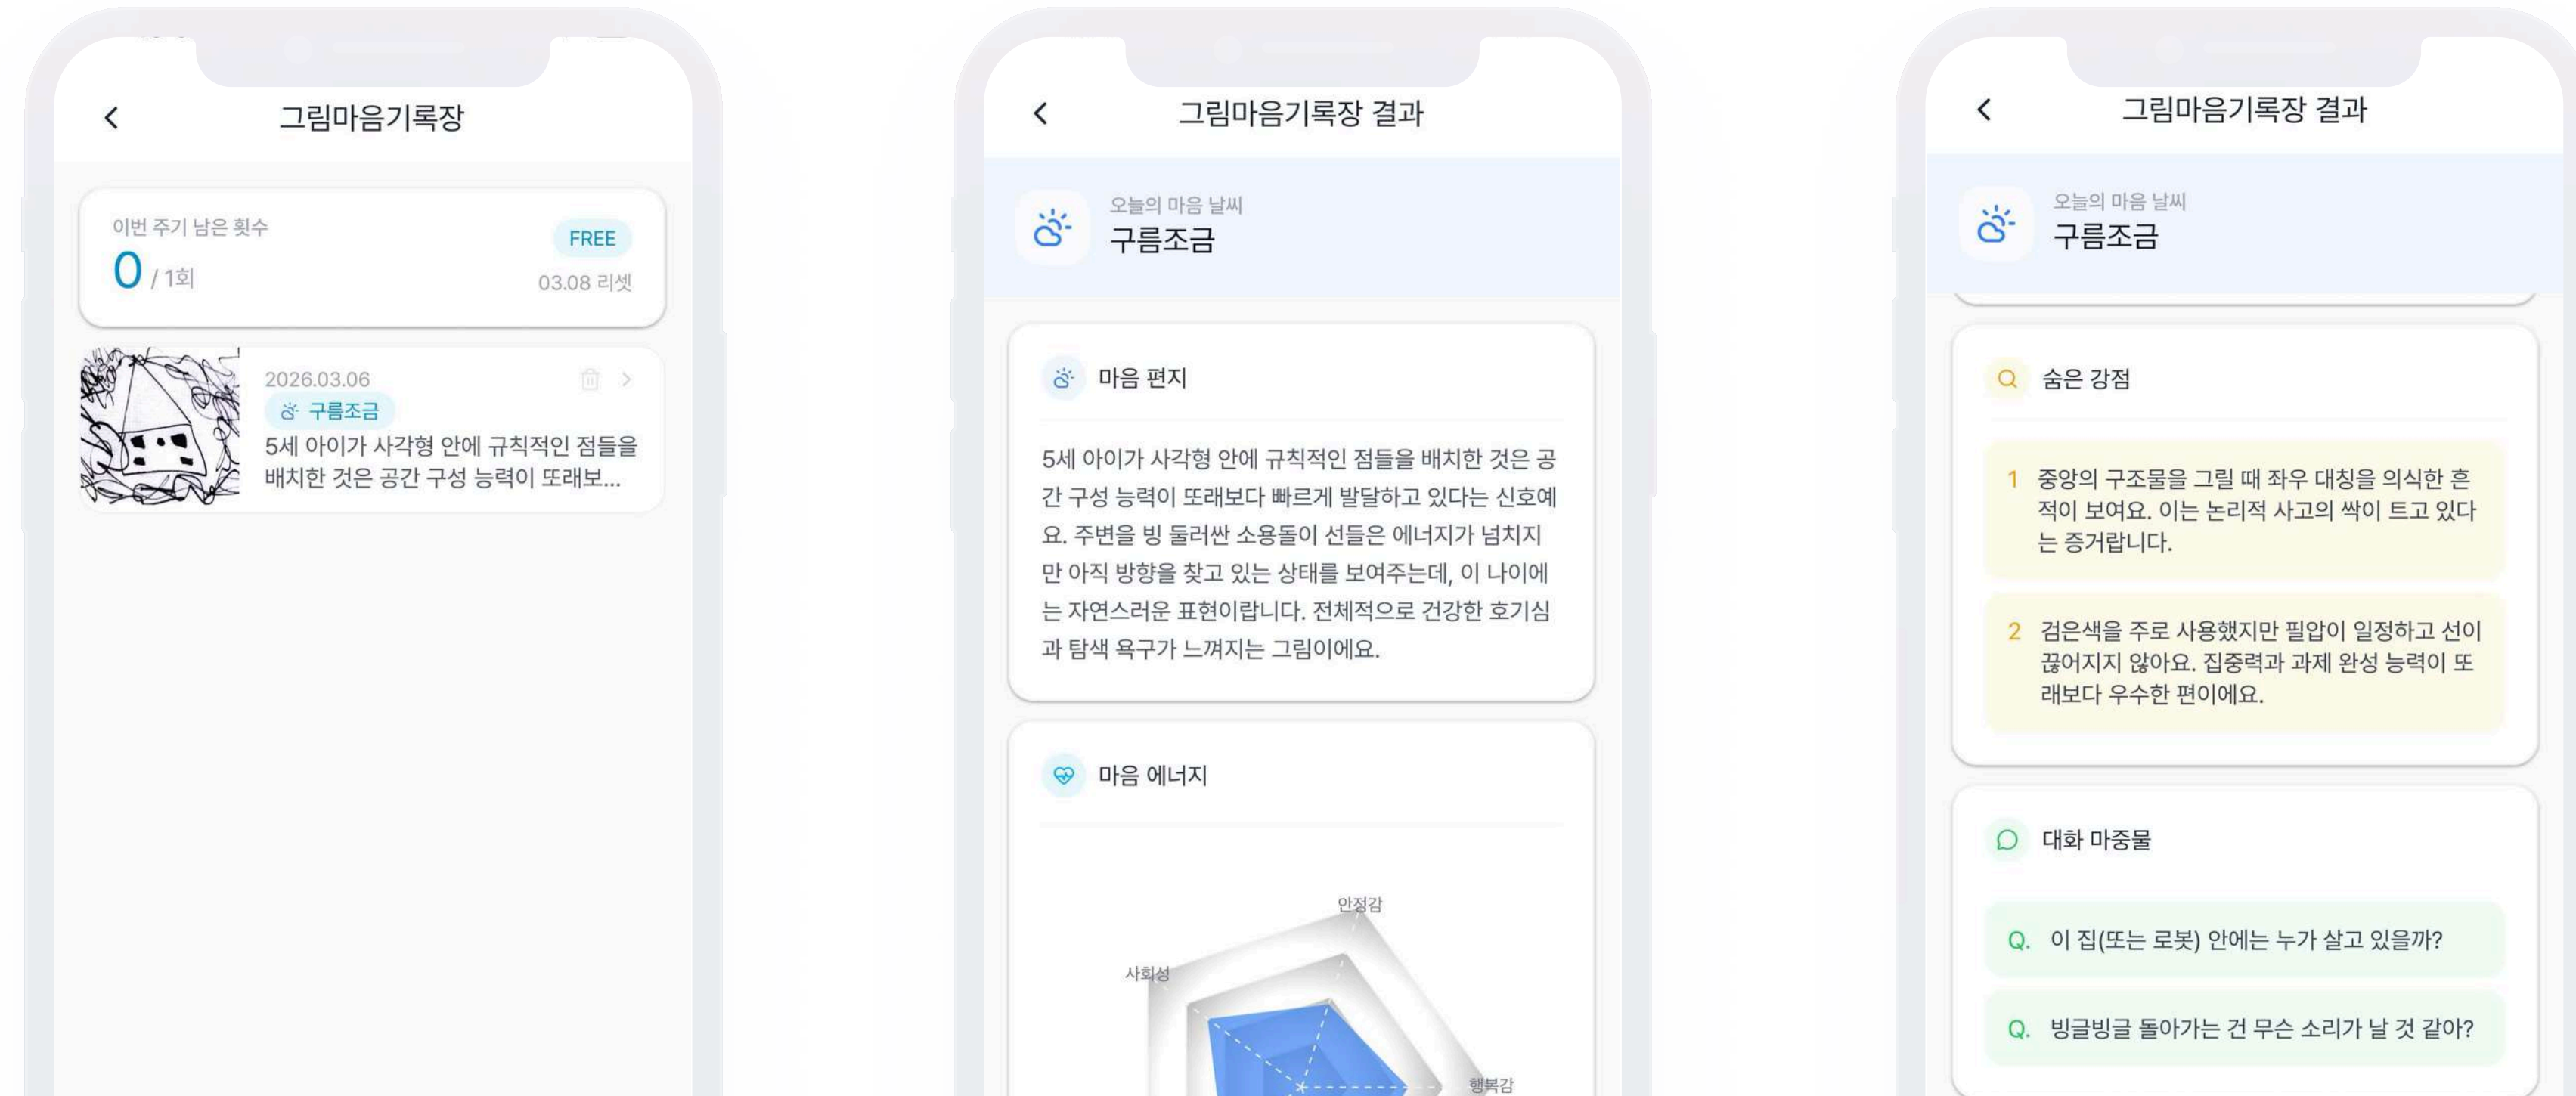 그림마음기록장
이번 주기 남은 횟수
FREE
0 / 1회
03.08 리셋
2026.03.06
구름조금
5세 아이가 사각형 안에 규칙적인 점들을
배치한 것은 공간 구성 능력이 또래보...
그림마음기록장 결과
오늘의 마음 날씨
구름조금
마음 편지
5세 아이가 사각형 안에 규칙적인 점들을 배치한 것은 공
간 구성 능력이 또래보다 빠르게 발달하고 있다는 신호예
요. 주변을 빙 둘러싼 소용돌이 선들은 에너지가 넘치지
만 아직 방향을 찾고 있는 상태를 보여주는데, 이 나이에
는 자연스러운 표현이랍니다. 전체적으로 건강한 호기심
과 탐색 욕구가 느껴지는 그림이에요.
마음 에너지
안정감
사회성
행복감
그림마음기록장 결과
오늘의 마음 날씨
구름조금
숨은 강점
1 중앙의 구조물을 그릴 때 좌우 대칭을 의식한 흔
적이 보여요. 이는 논리적 사고의 싹이 트고 있다
는 증거랍니다.
2 검은색을 주로 사용했지만 필압이 일정하고 선이
끊어지지 않아요. 집중력과 과제 완성 능력이 또
래보다 우수한 편이에요.
대화 마중물
Q. 이 집(또는 로봇) 안에는 누가 살고 있을까?
Q. 빙글빙글 돌아가는 건 무슨 소리가 날 것 같아?